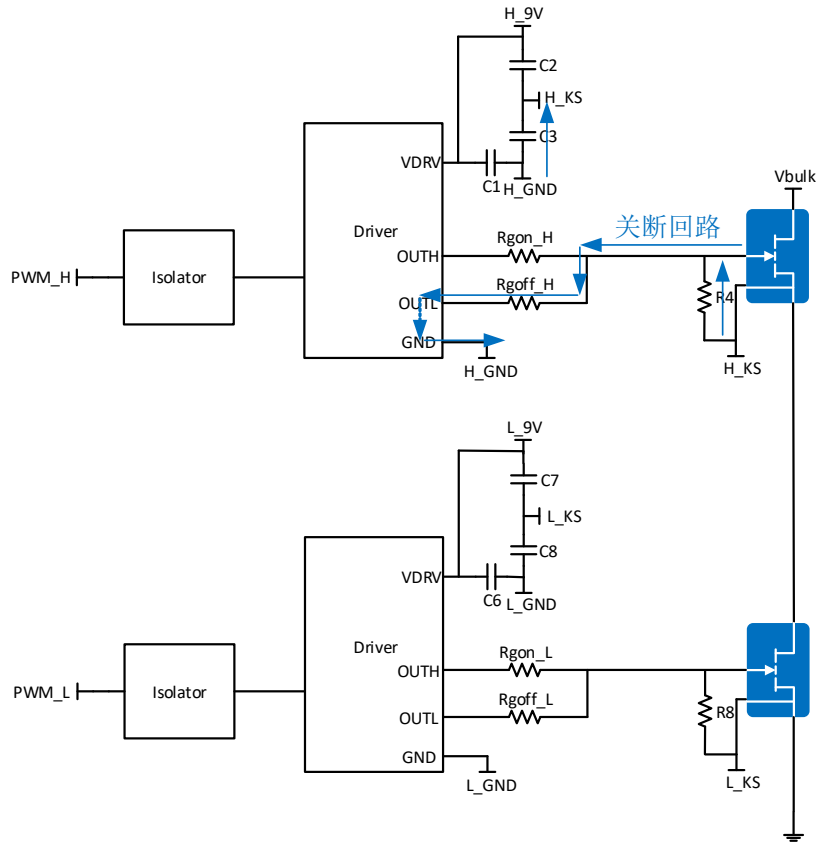 H_9V
C2
H_KS
C3
VDRV
C1
H_GND
Vbulk
Driver
关断回路
Rgon_H
OUTH
PWM_H
Isolator
Rgoff_H
OUTL
R4
GND
H_GND
H_KS
L_9V
C7
L_KS
C8
VDRV
C6
L_GND
Driver
Rgon_L
OUTH
PWM_L
Isolator
Rgoff_L
OUTL
R8
GND
L_GND
L_KS